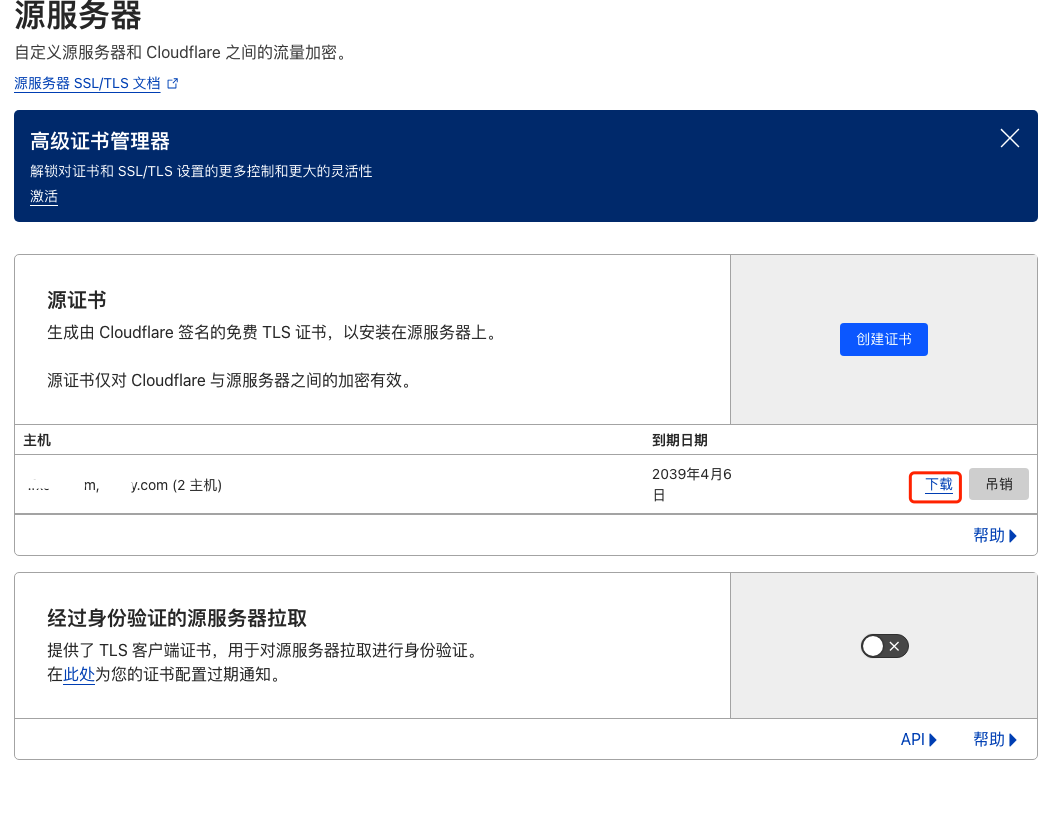 源服务器
自定义源服务器和 Cloudflare 之间的流量加密。
源服务器 SSL/TLS 文档
高级证书管理器
解锁对证书和 SSL/TLS 设置的更多控制和更大的灵活性
激活
源证书
生成由 Cloudflare 签名的免费 TLS 证书，以安装在源服务器上。
源证书仅对 Cloudflare 与源服务器之间的加密有效。
创建证书
主机 到期日期
m, y.com (2 主机) 2039年4月6日 下载 吊销
帮助
经过身份验证的源服务器拉取
提供了 TLS 客户端证书，用于对源服务器拉取进行身份验证。
在此处为您的证书配置过期通知。
API 帮助